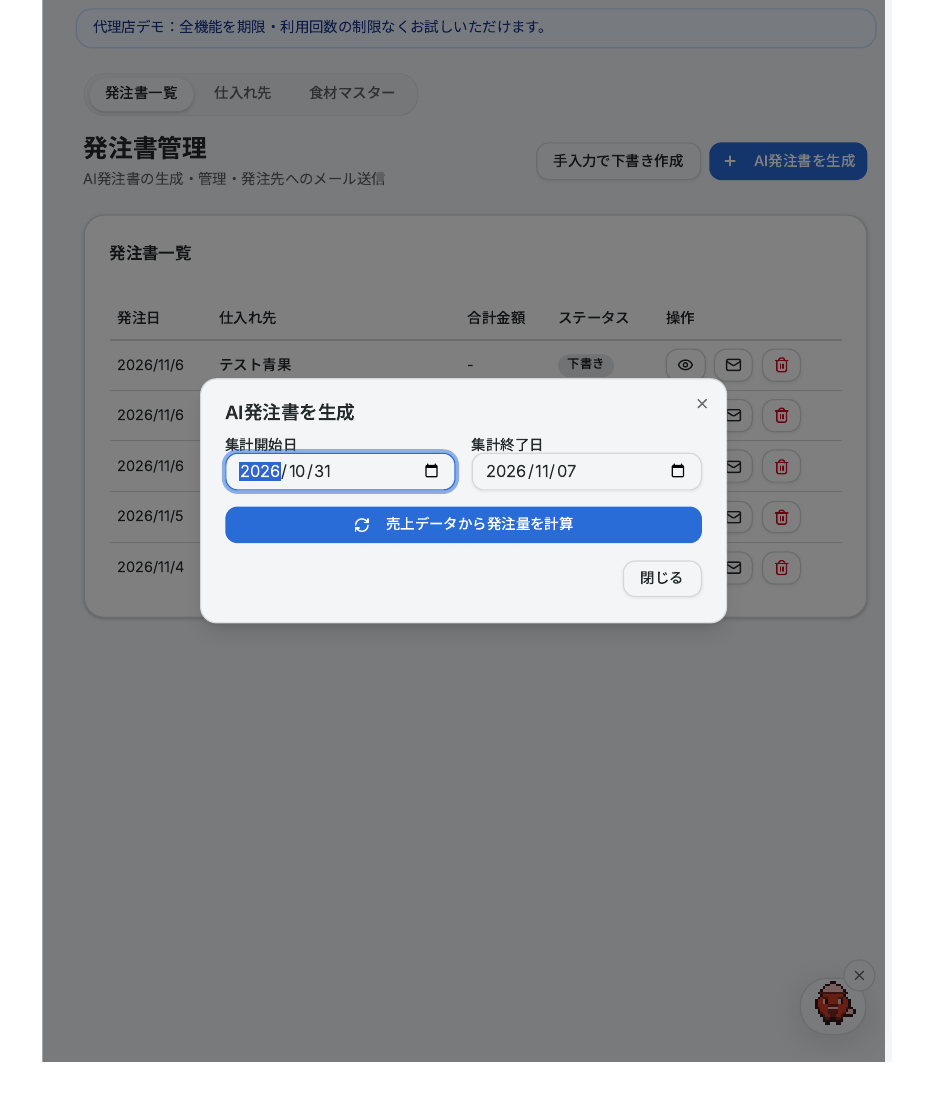 代理店デモ：全機能を期限・利用回数の制限なくお試しいただけます。
発注書一覧 仕入れ先 食材マスター
発注書管理
AI発注書の生成・管理・発注先へのメール送信
手入力で下書き作成
+ AI発注書を生成
発注書一覧
発注日 仕入れ先 合計金額 ステータス 操作
2026/11/6 テスト青果 - 下書き
2026/11/6
2026/11/6
2026/11/5
2026/11/4
AI発注書を生成
集計開始日 集計終了日
2026/10/31 2026/11/07
売上データから発注量を計算
閉じる